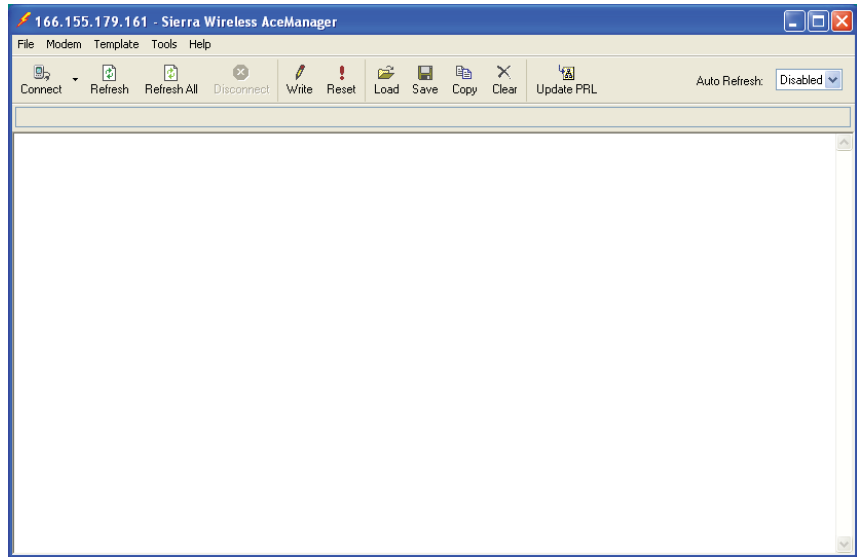 166.155.179.161 - Sierra Wireless AceManager
File Modem Template Tools Help
Connect Refresh Refresh All Disconnect Write Reset Load Save Copy Clear Update PRL Auto Refresh: Disabled